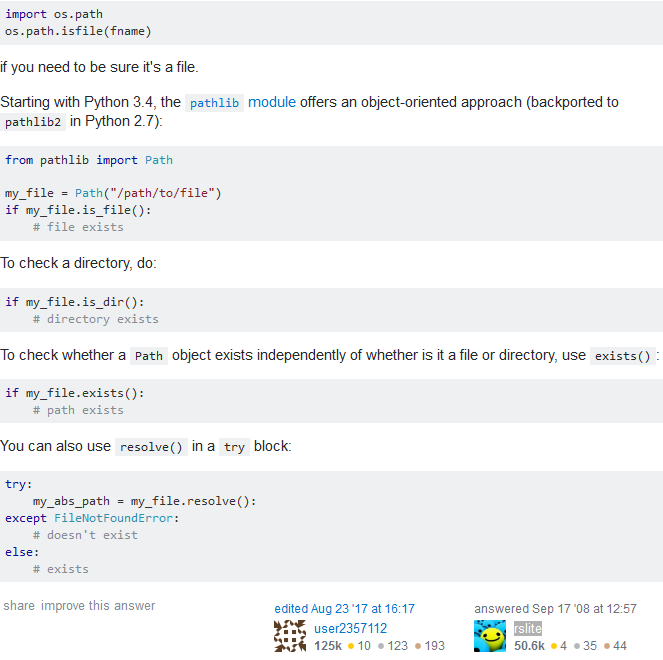 import os.path
os.path.isfile(fname)
if you need to be sure it's a file.
Starting with Python 3.4, the pathlib module offers an object-oriented approach (backported to
pathlib2 in Python 2.7):
from pathlib import Path
my_file = Path("/path/to/file")
if my_file.is_file():
    # file exists
To check a directory, do:
if my_file.is_dir():
    # directory exists
To check whether a Path object exists independently of whether is it a file or directory, use exists():
if my_file.exists():
    # path exists
You can also use resolve() in a try block:
try:
    my_abs_path = my_file.resolve():
except FileNotFoundError:
    # doesn't exist
else:
    # exists
share improve this answer
edited Aug 23 '17 at 16:17
user2357112
125k 10 123 193
answered Sep 17 '08 at 12:57
rslite
50.6k 4 35 44